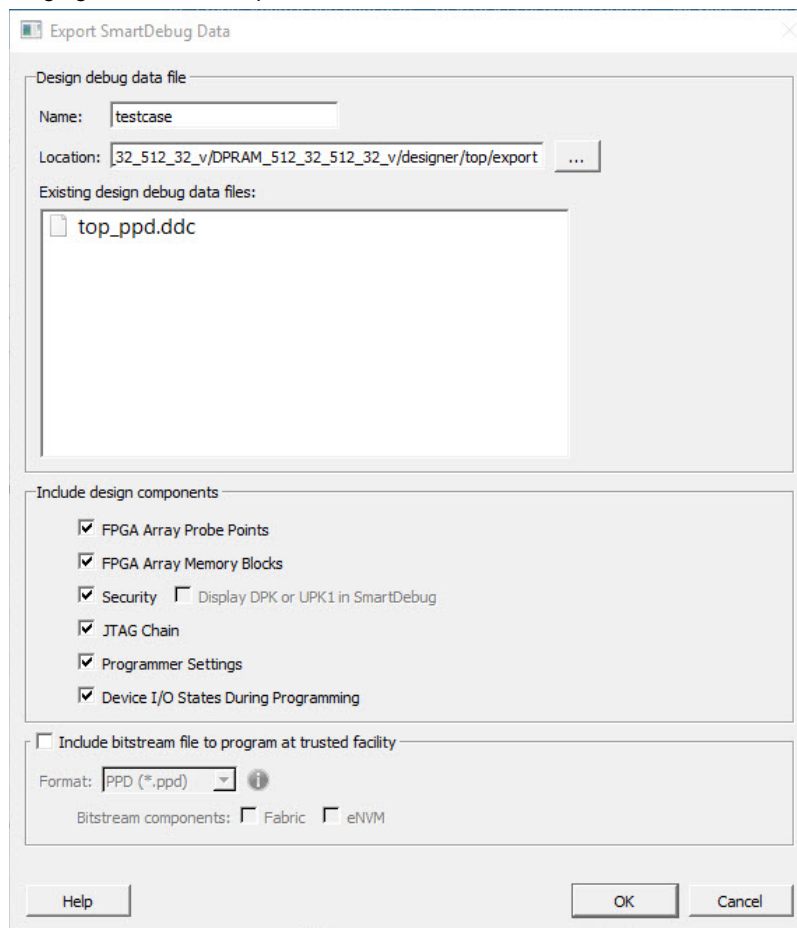 Export SmartDebug Data
Design debug data file
Name: testcase
Location: 32_512_32_v/DPRAM_512_32_512_32_v/designer/top/export ...
Existing design debug data files:
top_ppd.ddc
Include design components
FPGA Array Probe Points
FPGA Array Memory Blocks
Security Display DPK or UPK1 in SmartDebug
JTAG Chain
Programmer Settings
Device I/O States During Programming
Include bitstream file to program at trusted facility
Format: PPD (*.ppd)
Bitstream components: Fabric eNVM
Help OK Cancel